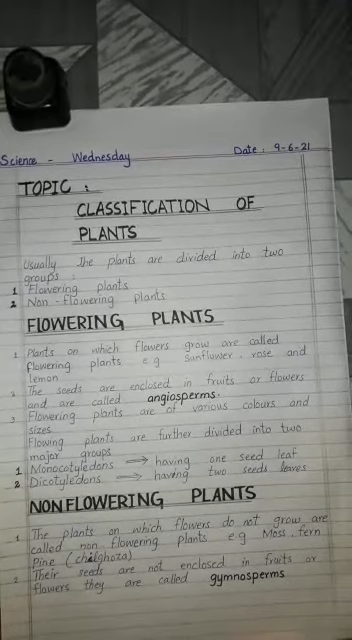 Science - Wednesday Date : 9-6-21
TOPIC :
CLASSIFICATION OF
PLANTS
Usually the plants are divided into two
groups :
1 Flowering plants
2 Non - flowering plants
FLOWERING PLANTS
1 Plants on which flowers grow are called
flowering plants e g sunflower , rose and
lemon
2 The seeds are enclosed in fruits or flowers
and are called angiosperms.
3 Flowering plants are of various colours and
sizes
Flowing plants are further divided into two
major groups
1 Monocotyledons ⟹ having one seed leaf
2 Dicotyledons ⟹ having two seeds leaves
NON FLOWERING PLANTS
1 The plants on which flowers do not grow are
called non flowering plants e.g Moss, fern
Pine (chilghoza)
2 Their seeds are not enclosed in fruits or
flowers they are called gymnosperms